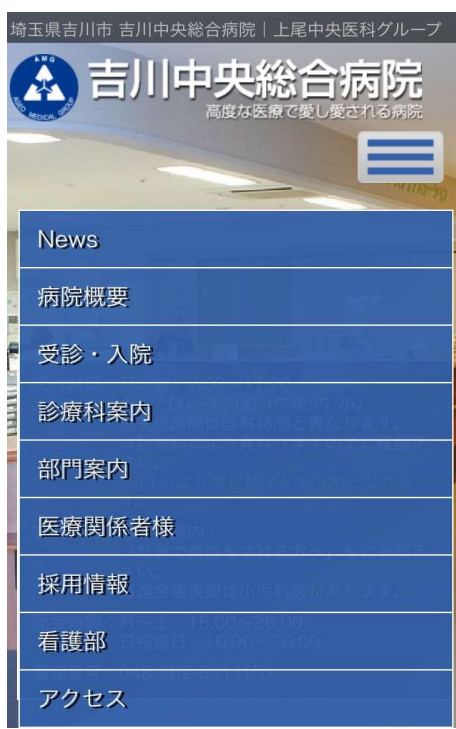 埼玉県吉川市 吉川中央総合病院｜上尾中央医科グループ
AMG
AGEO MEDICAL GROUP
吉川中央総合病院
高度な医療で愛し愛される病院
News
病院概要
受診・入院
診療科案内
部門案内
医療関係者様
採用情報
看護部
アクセス